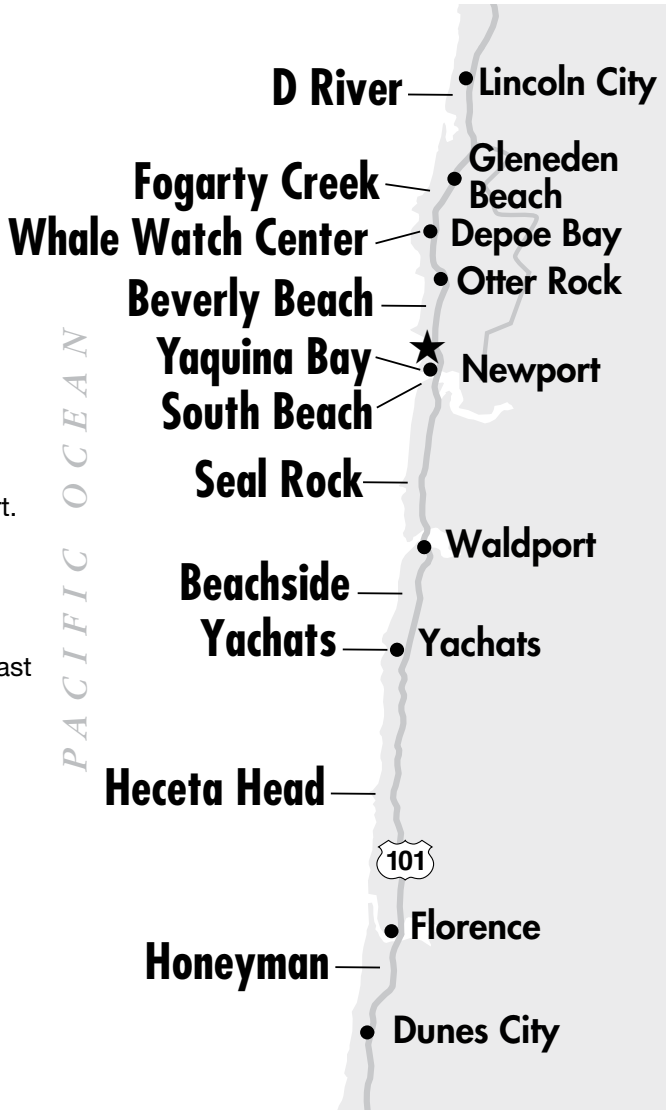 D River
Lincoln City
Gleneden
Beach
Fogarty Creek
Whale Watch Center
Depoe Bay
Otter Rock
Beverly Beach
Yaquina Bay
Newport
South Beach
PACIFIC OCEAN
Seal Rock
t.
Waldport
Beachside
Yachats
Yachats
ast
Heceta Head
101
Florence
Honeyman
Dunes City